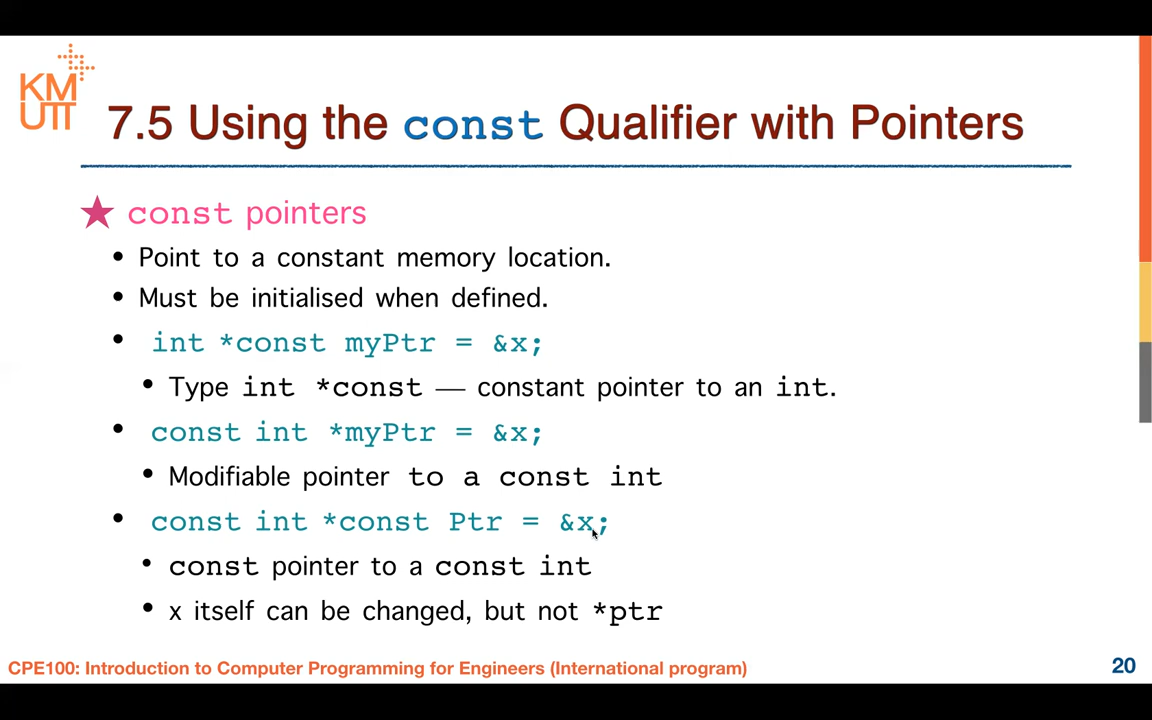 KM
UTT
7.5 Using the const Qualifier with Pointers
★ const pointers
• Point to a constant memory location.
• Must be initialised when defined.
• int *const myPtr = &x;
• Type int *const — constant pointer to an int.
• const int *myPtr = &x;
• Modifiable pointer to a const int
• const int *const Ptr = &x;
• const pointer to a const int
• x itself can be changed, but not *ptr
CPE100: Introduction to Computer Programming for Engineers (International program)
20